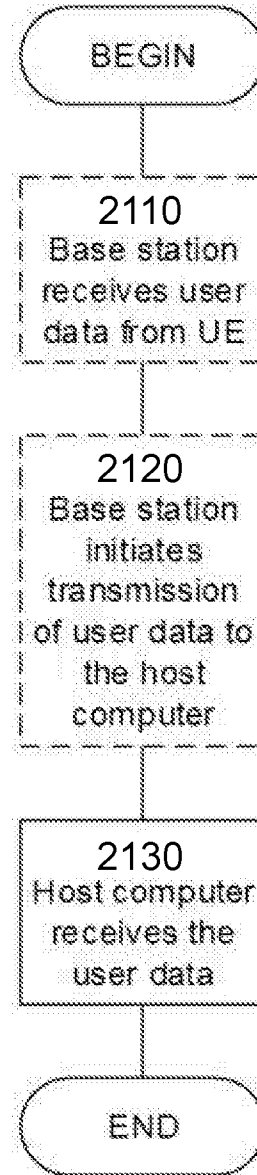 BEGIN
2110
Base station
receives user
data from UE
2120
Base station
initiates
transmission
of user data to
the host
computer
2130
Host computer
receives the
user data
END